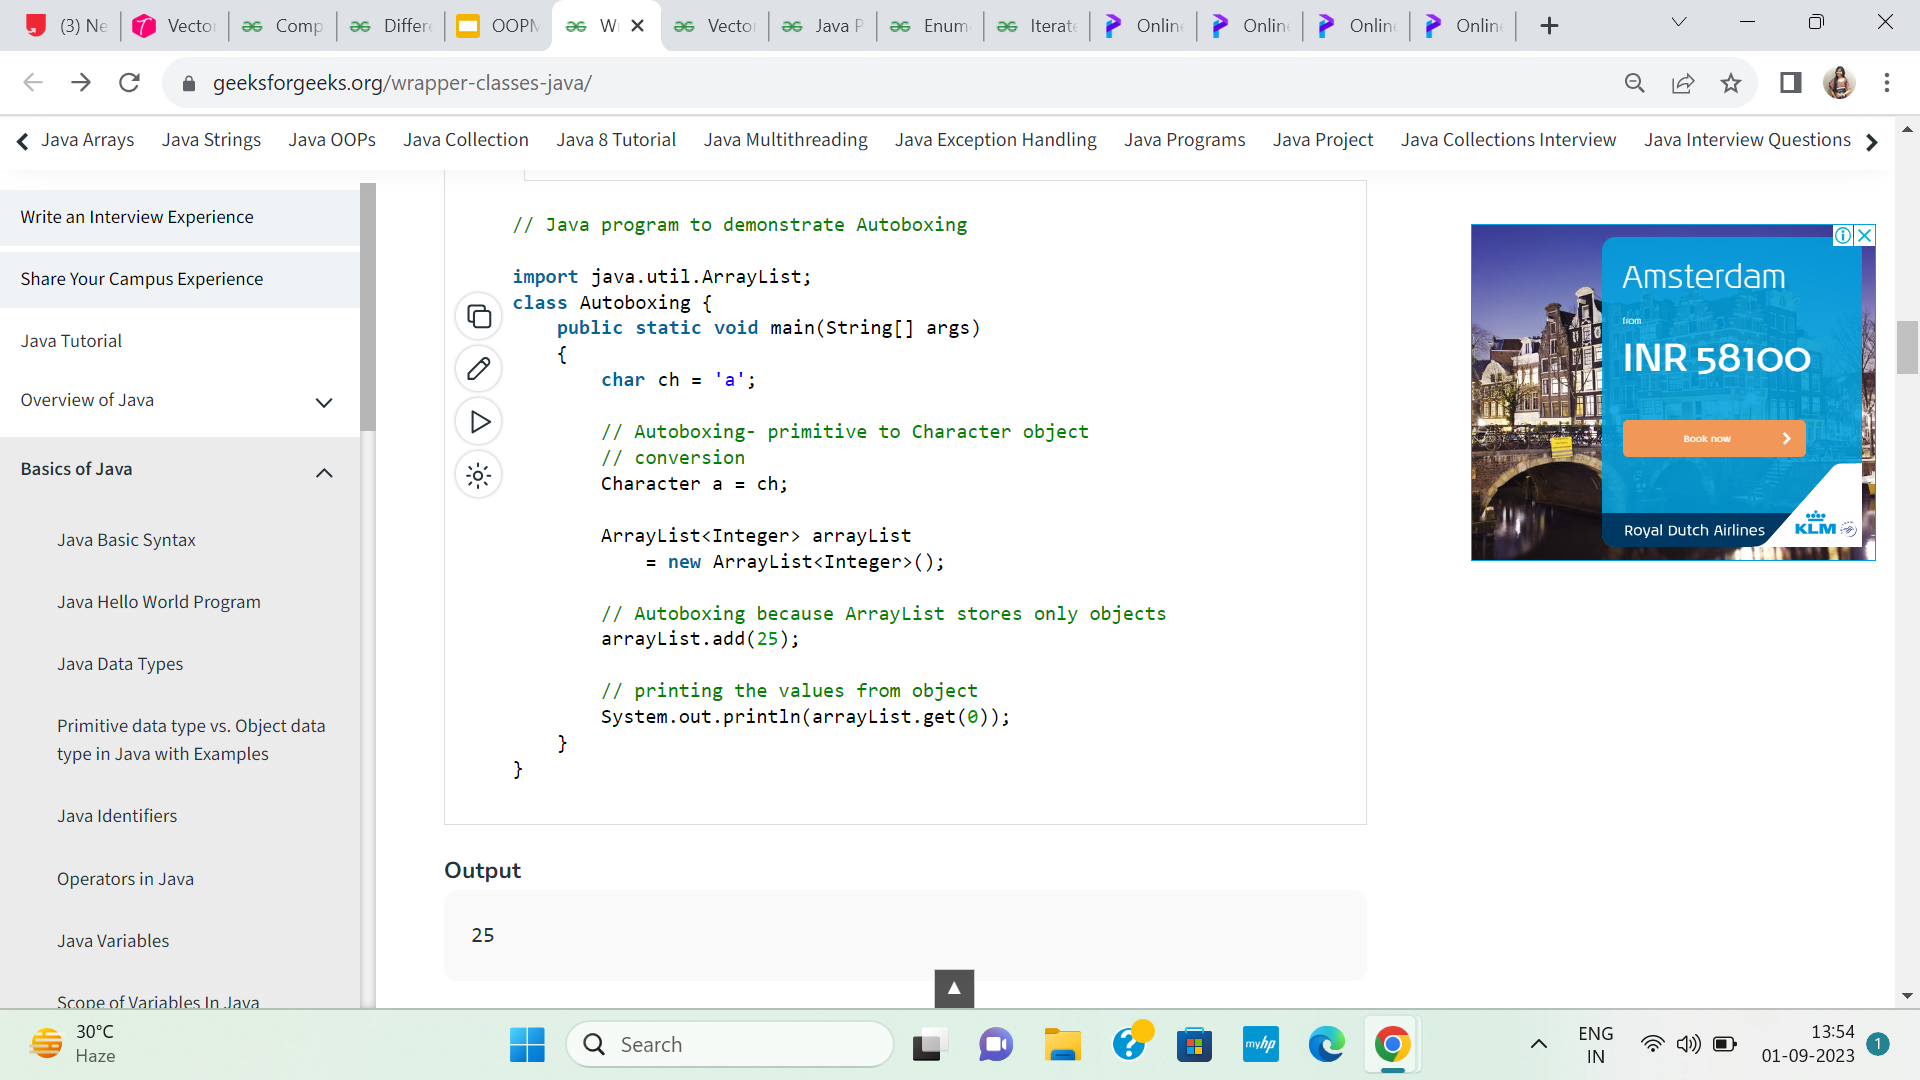 (3) Ne
Vecto
Comp
Differe
OOPM
W
Vecto
Java P
Enum
Iterat
Online
Online
Online
Online
geeksforgeeks.org/wrapper-classes-java/
Java Arrays
Java Strings
Java OOPs
Java Collection
Java 8 Tutorial
Java Multithreading
Java Exception Handling
Java Programs
Java Project
Java Collections Interview
Java Interview Questions
Write an Interview Experience
Share Your Campus Experience
Java Tutorial
Overview of Java
Basics of Java
Java Basic Syntax
Java Hello World Program
Java Data Types
Primitive data type vs. Object data
type in Java with Examples
Java Identifiers
Operators in Java
Java Variables
Scope of Variables In Java
// Java program to demonstrate Autoboxing
import java.util.ArrayList;
class Autoboxing {
public static void main(String[] args)
{
char ch = 'a';
// Autoboxing- primitive to Character object
// conversion
Character a = ch;
ArrayList<Integer> arrayList
= new ArrayList<Integer>();
// Autoboxing because ArrayList stores only objects
arrayList.add(25);
// printing the values from object
System.out.println(arrayList.get(0));
}
}
Output
25
Amsterdam
from
INR 58100
Book now
Royal Dutch Airlines
KLM
30°C
Haze
Search
myhp
ENG
IN
13:54
01-09-2023
1